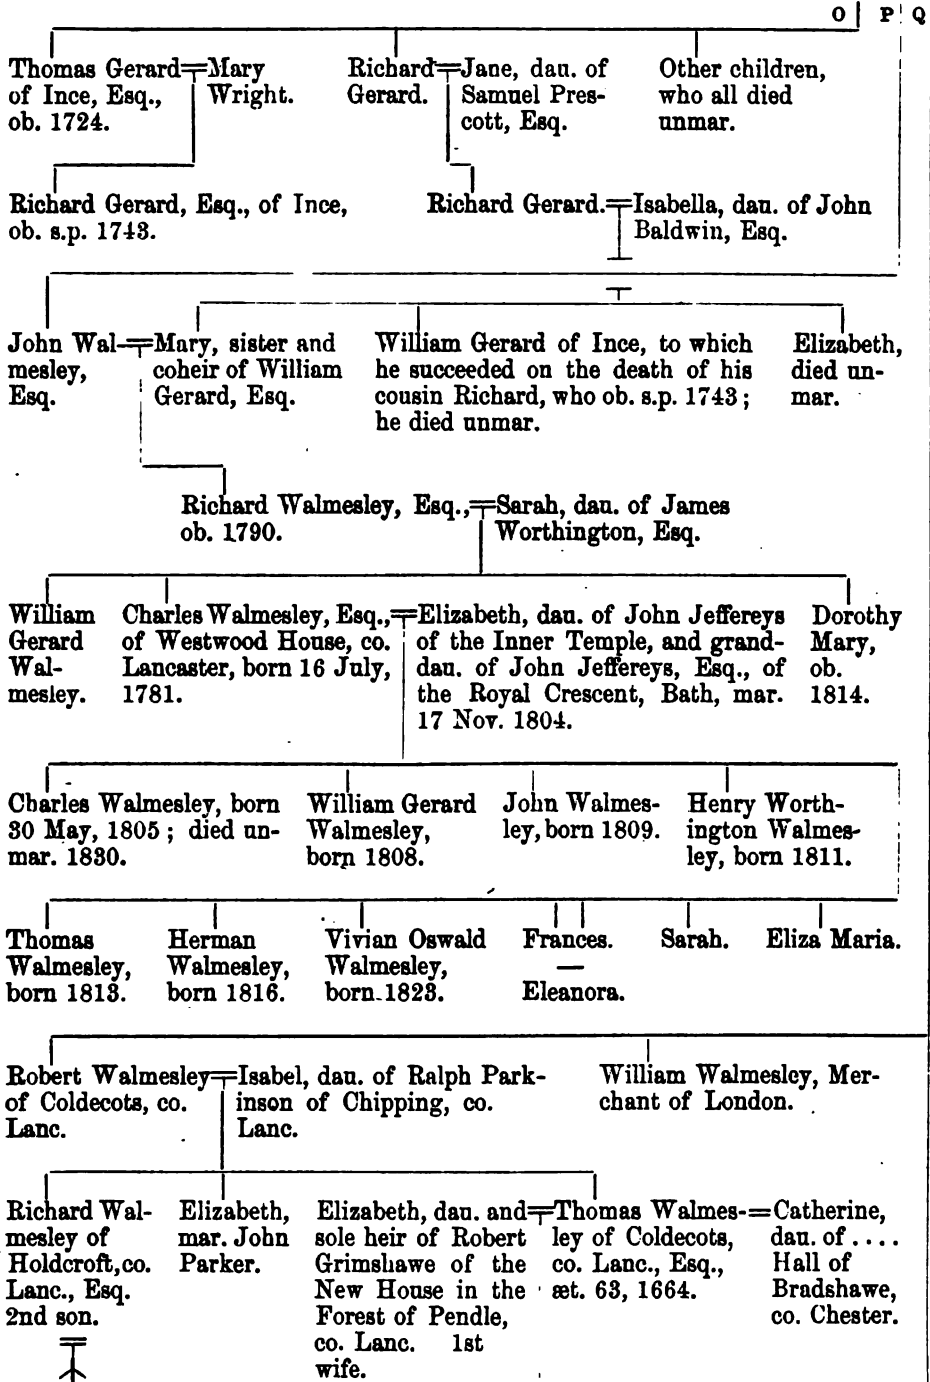 O P Q
Thomas Gerard
of Ince, Esq.,
ob. 1724.
Mary
Wright.
Richard
Gerard.
Jane, dau. of
Samuel Pres-
cott, Esq.
Other children,
who all died
unmar.
Richard Gerard, Esq., of Ince,
ob. s.p. 1743.
Richard Gerard.
Isabella, dau. of John
Baldwin, Esq.
John Wal-
mesley,
Esq.
Mary, sister and
coheir of William
Gerard, Esq.
William Gerard of Ince, to which
he succeeded on the death of his
cousin Richard, who ob. s.p. 1743;
he died unmar.
Elizabeth,
died un-
mar.
Richard Walmesley, Esq.,
ob. 1790.
Sarah, dau. of James
Worthington, Esq.
William
Gerard
Wal-
mesley.
Charles Walmesley, Esq.,
of Westwood House, co.
Lancaster, born 16 July,
1781.
Elizabeth, dau. of John Jeffereys
of the Inner Temple, and grand-
dau. of John Jeffereys, Esq., of
the Royal Crescent, Bath, mar.
17 Nov. 1804.
Dorothy
Mary,
ob.
1814.
Charles Walmesley, born
30 May, 1805; died un-
mar. 1830.
William Gerard
Walmesley,
born 1808.
John Walmes-
ley, born 1809.
Henry Worth-
ington Walmes-
ley, born 1811.
Thomas
Walmesley,
born 1813.
Herman
Walmesley,
born 1816.
Vivian Oswald
Walmesley,
born 1823.
Frances.
—
Eleanora.
Sarah.
Eliza Maria.
Robert Walmesley
of Coldecots, co.
Lanc.
Isabel, dau. of Ralph Park-
inson of Chipping, co.
Lanc.
William Walmesley, Mer-
chant of London.
Richard Wal-
mesley of
Holdcroft, co.
Lanc., Esq.
2nd son.
Elizabeth,
mar. John
Parker.
Elizabeth, dau. and
sole heir of Robert
Grimshawe of the
New House in the
Forest of Pendle,
co. Lanc. 1st
wife.
Thomas Walmes-
ley of Coldecots,
co. Lanc., Esq.,
æt. 63, 1664.
Catherine,
dau. of ....
Hall of
Bradshawe,
co. Chester.